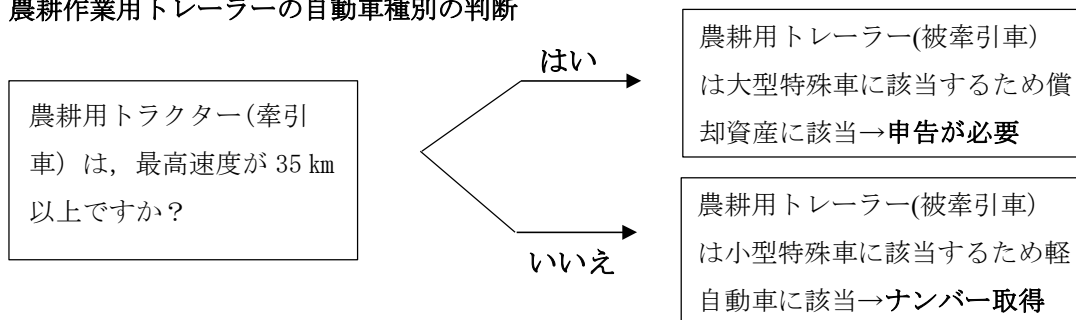 農耕作業用トレーラーの自動車種別の判断
農耕用トラクター(牽引
車）は，最高速度が 35 ㎞
以上ですか？
はい
農耕用トレーラー(被牽引車）
は大型特殊車に該当するため償
却資産に該当→申告が必要
いいえ
農耕用トレーラー(被牽引車）
は小型特殊車に該当するため軽
自動車に該当→ナンバー取得